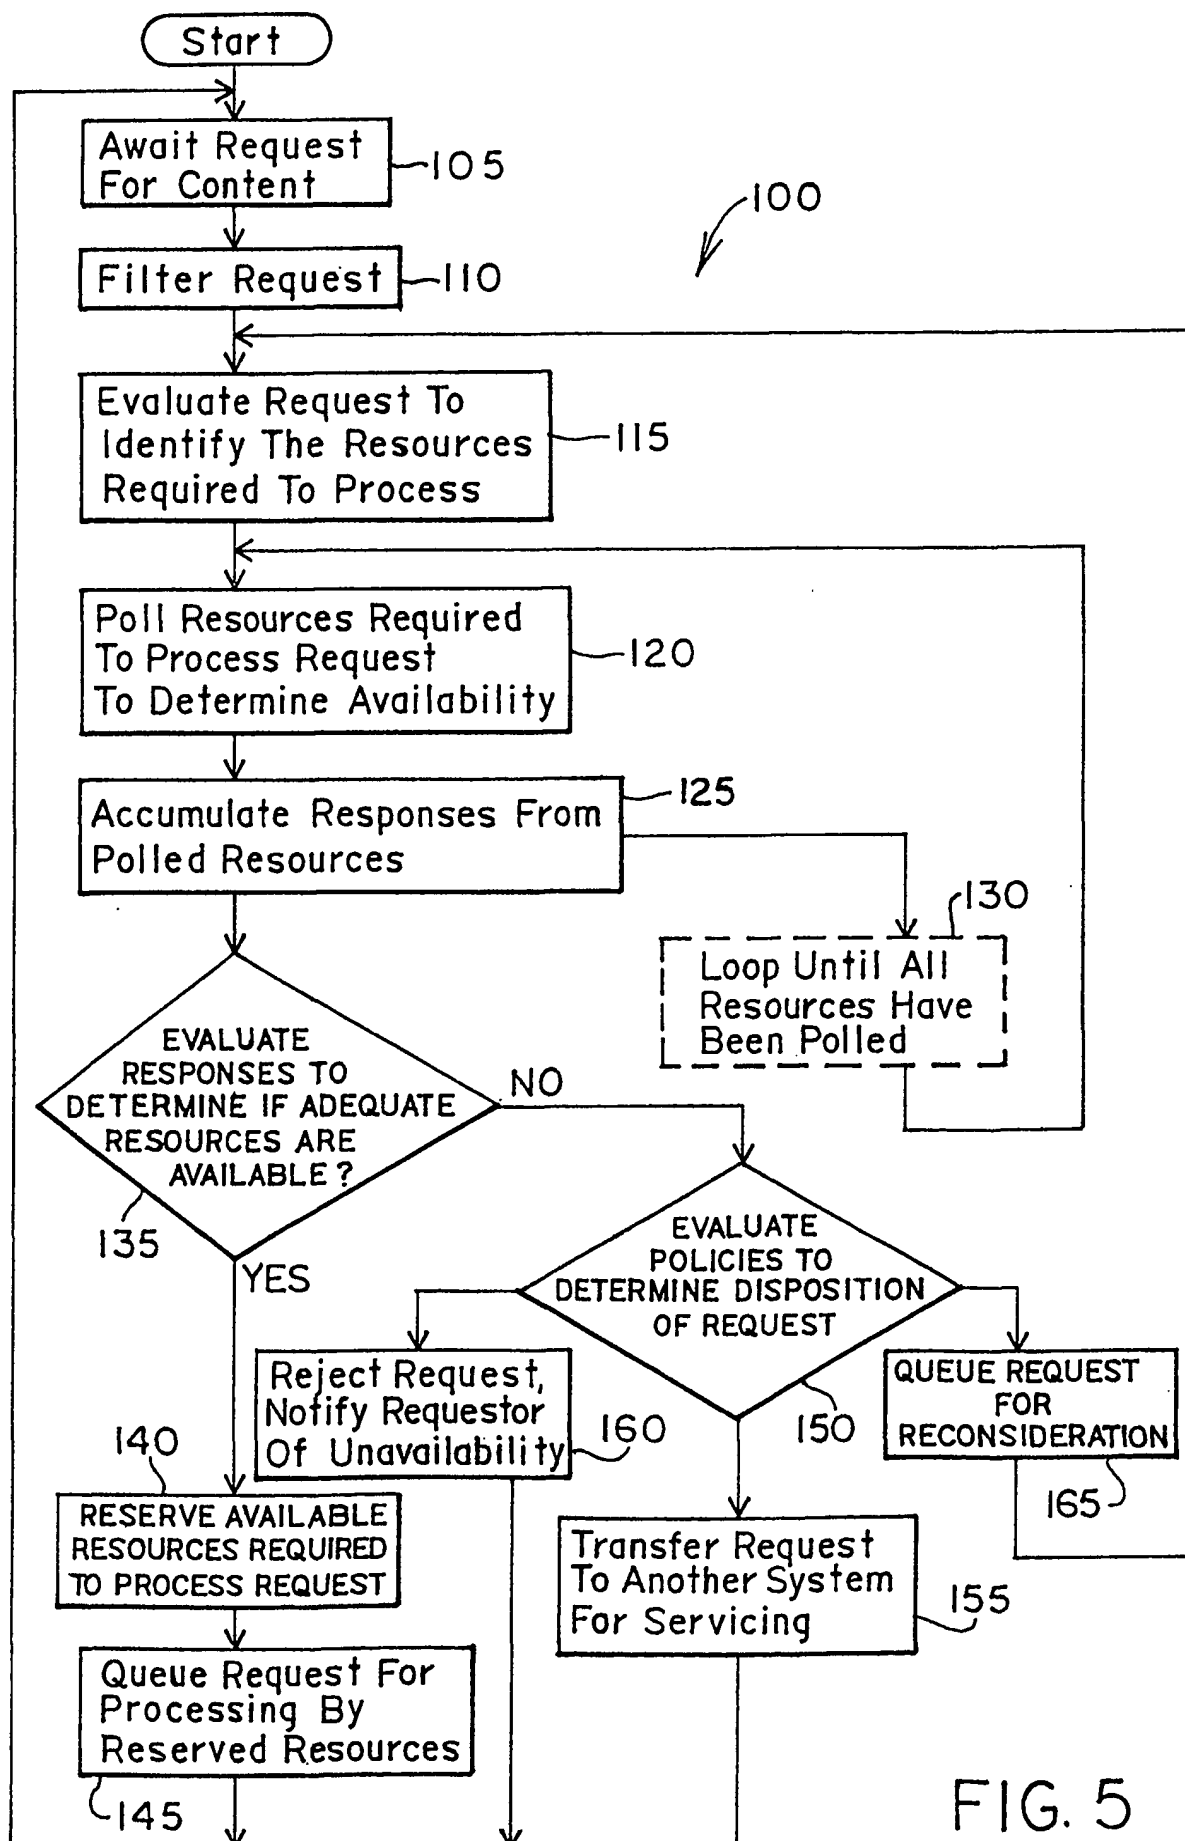 Start
Await Request
For Content
105
100
Filter Request
110
Evaluate Request To
Identify The Resources
Required To Process
115
Poll Resources Required
To Process Request
To Determine Availability
120
Accumulate Responses From
Polled Resources
125
130
Loop Until All
Resources Have
Been Polled
EVALUATE
RESPONSES TO
DETERMINE IF ADEQUATE
RESOURCES ARE
AVAILABLE?
135
NO
YES
EVALUATE
POLICIES TO
DETERMINE DISPOSITION
OF REQUEST
150
Reject Request,
Notify Requestor
Of Unavailability
160
QUEUE REQUEST
FOR
RECONSIDERATION
165
140
RESERVE AVAILABLE
RESOURCES REQUIRED
TO PROCESS REQUEST
Transfer Request
To Another System
For Servicing
155
Queue Request For
Processing By
Reserved Resources
145
FIG. 5